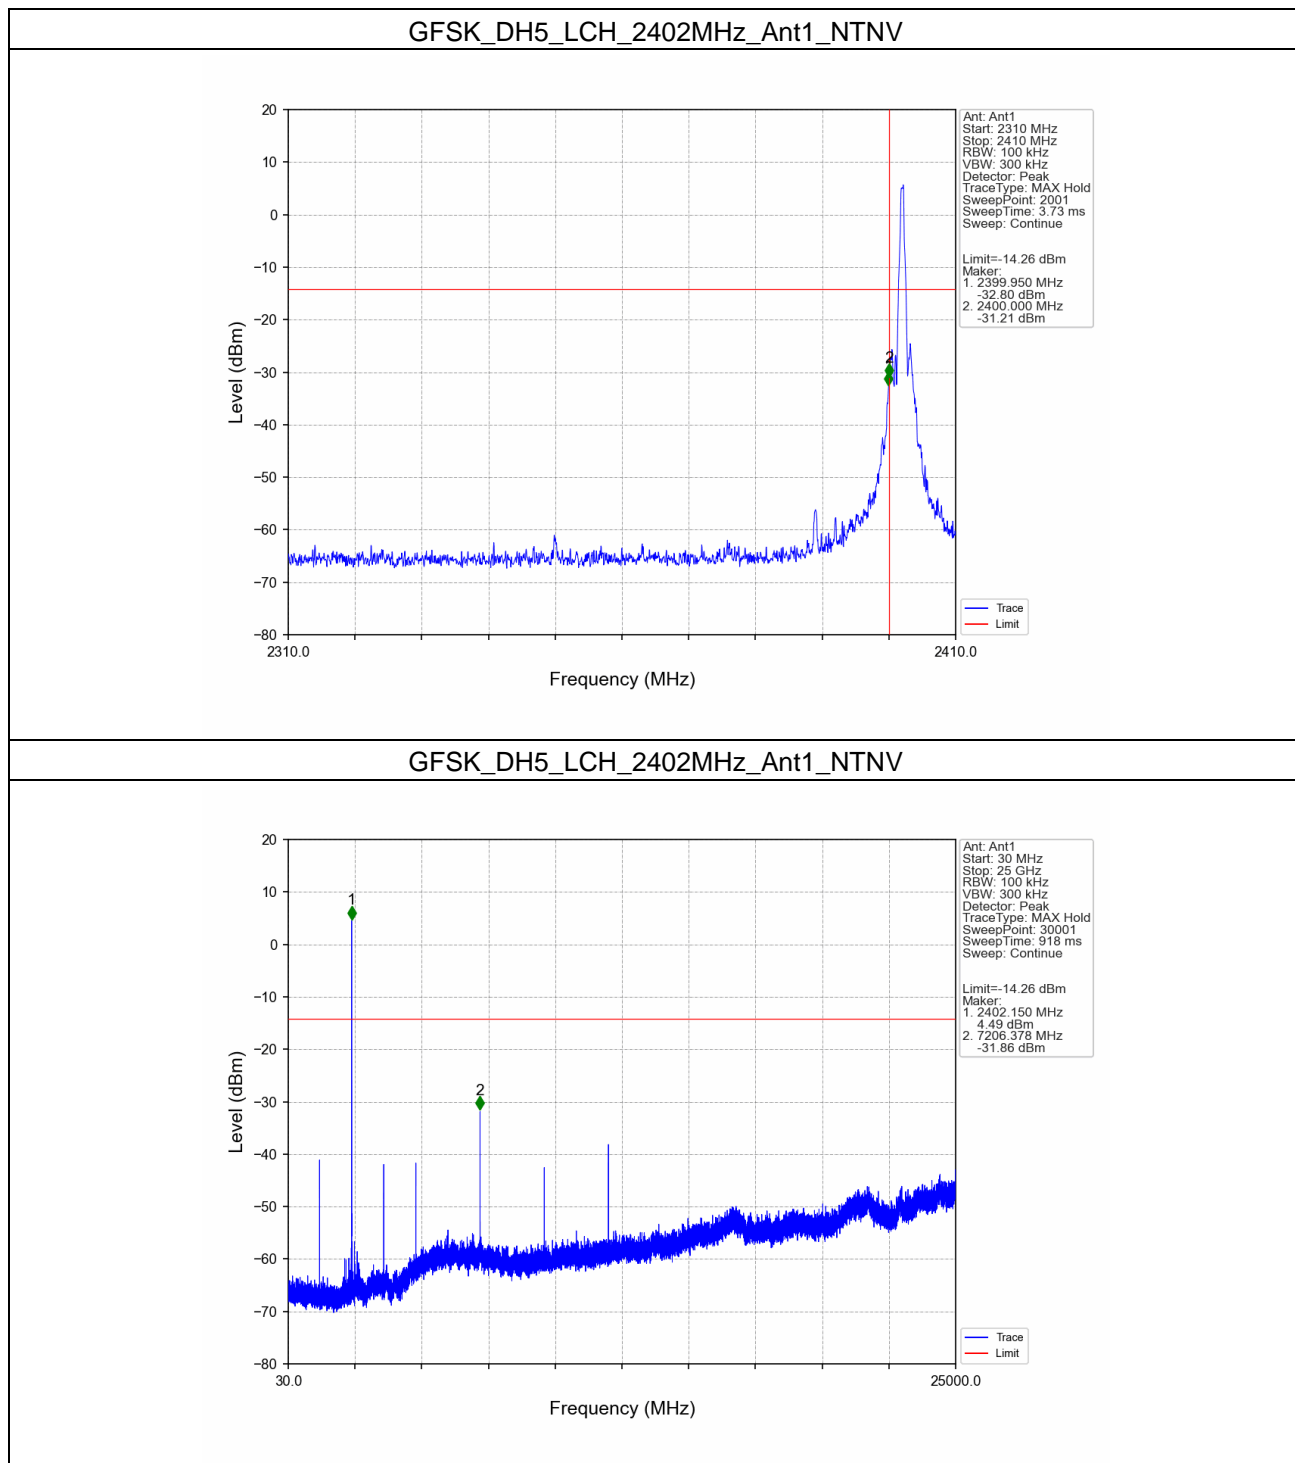 GFSK_DH5_LCH_2402MHz_Ant1_NTNV
20
10
0
−10
−20
−30
−40
−50
−60
−70
−80
Level (dBm)
2310.0
2410.0
Frequency (MHz)
2
Ant: Ant1
Start: 2310 MHz
Stop: 2410 MHz
RBW: 100 kHz
VBW: 300 kHz
Detector: Peak
TraceType: MAX Hold
SweepPoint: 2001
SweepTime: 3.73 ms
Sweep: Continue
Limit=-14.26 dBm
Maker:
1. 2399.950 MHz
-32.80 dBm
2. 2400.000 MHz
-31.21 dBm
Trace
Limit
GFSK_DH5_LCH_2402MHz_Ant1_NTNV
20
10
0
−10
−20
−30
−40
−50
−60
−70
−80
Level (dBm)
30.0
25000.0
Frequency (MHz)
1
2
Ant: Ant1
Start: 30 MHz
Stop: 25 GHz
RBW: 100 kHz
VBW: 300 kHz
Detector: Peak
TraceType: MAX Hold
SweepPoint: 30001
SweepTime: 918 ms
Sweep: Continue
Limit=-14.26 dBm
Maker:
1. 2402.150 MHz
4.49 dBm
2. 7206.378 MHz
-31.86 dBm
Trace
Limit